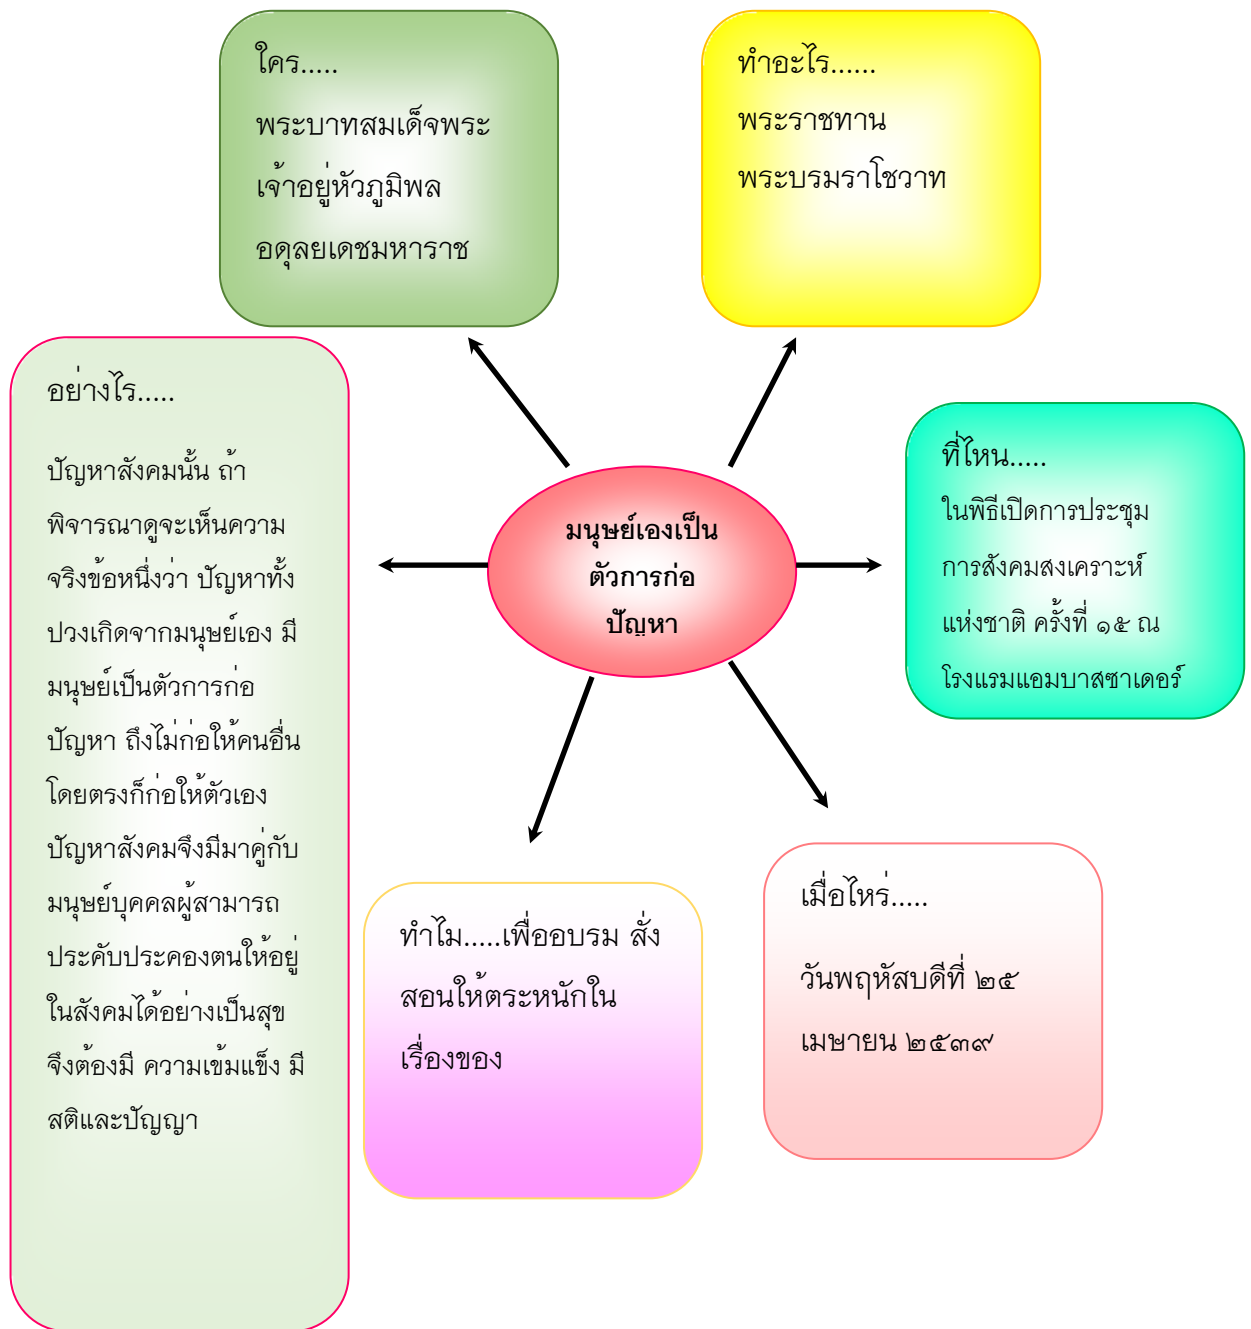 ใคร.....
พระบาทสมเด็จพระ
เจ้าอยู่หัวภูมิพล
อดุลยเดชมหาราช
ทำอะไร......
พระราชทาน
พระบรมราโชวาท
อย่างไร.....
ปัญหาสังคมนั้น ถ้า
พิจารณาดูจะเห็นความ
จริงข้อหนึ่งว่า ปัญหาทั้ง
ปวงเกิดจากมนุษย์เอง มี
มนุษย์เป็นตัวการก่อ
ปัญหา ถึงไม่ก่อให้คนอื่น
โดยตรงก็ก่อให้ตัวเอง
ปัญหาสังคมจึงมีมาคู่กับ
มนุษย์บุคคลผู้สามารถ
ประคับประคองตนให้อยู่
ในสังคมได้อย่างเป็นสุข
จึงต้องมี ความเข้มแข็ง มี
สติและปัญญา
มนุษย์เองเป็น
ตัวการก่อ
ปัญหา
ที่ไหน.....
ในพิธีเปิดการประชุม
การสังคมสงเคราะห์
แห่งชาติ ครั้งที่ ๑๕ ณ
โรงแรมแอมบาสซาเดอร์
ทำไม.....เพื่ออบรม สั่ง
สอนให้ตระหนักใน
เรื่องของ
เมื่อไหร่.....
วันพฤหัสบดีที่ ๒๕
เมษายน ๒๕๓๙